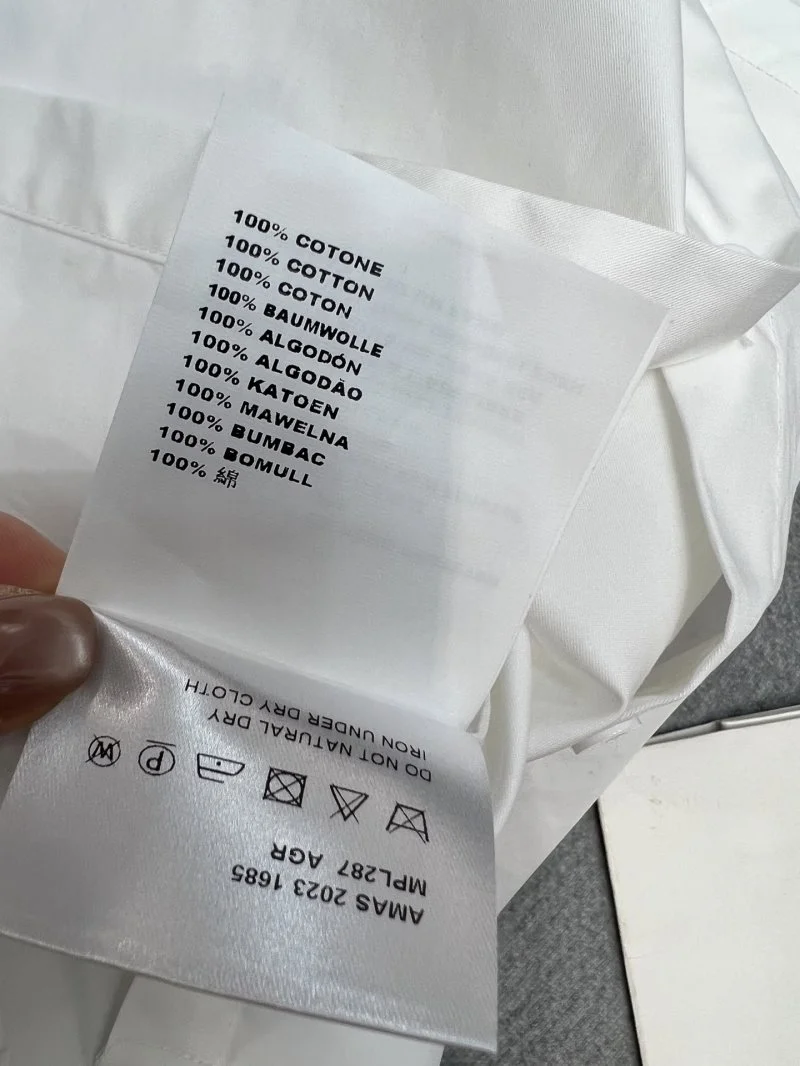 100% COTONE
100% COTTON
100% COTON
100% BAUMWOLLE
100% ALGODÓN
100% ALGODÃO
100% KATOEN
100% MAWELNA
100% BUMBAC
100% BOMULL
100% 綿
AMAS 2023 1685
MPL287 AGR
P W
DO NOT NATURAL DRY
IRON UNDER DRY CLOTH